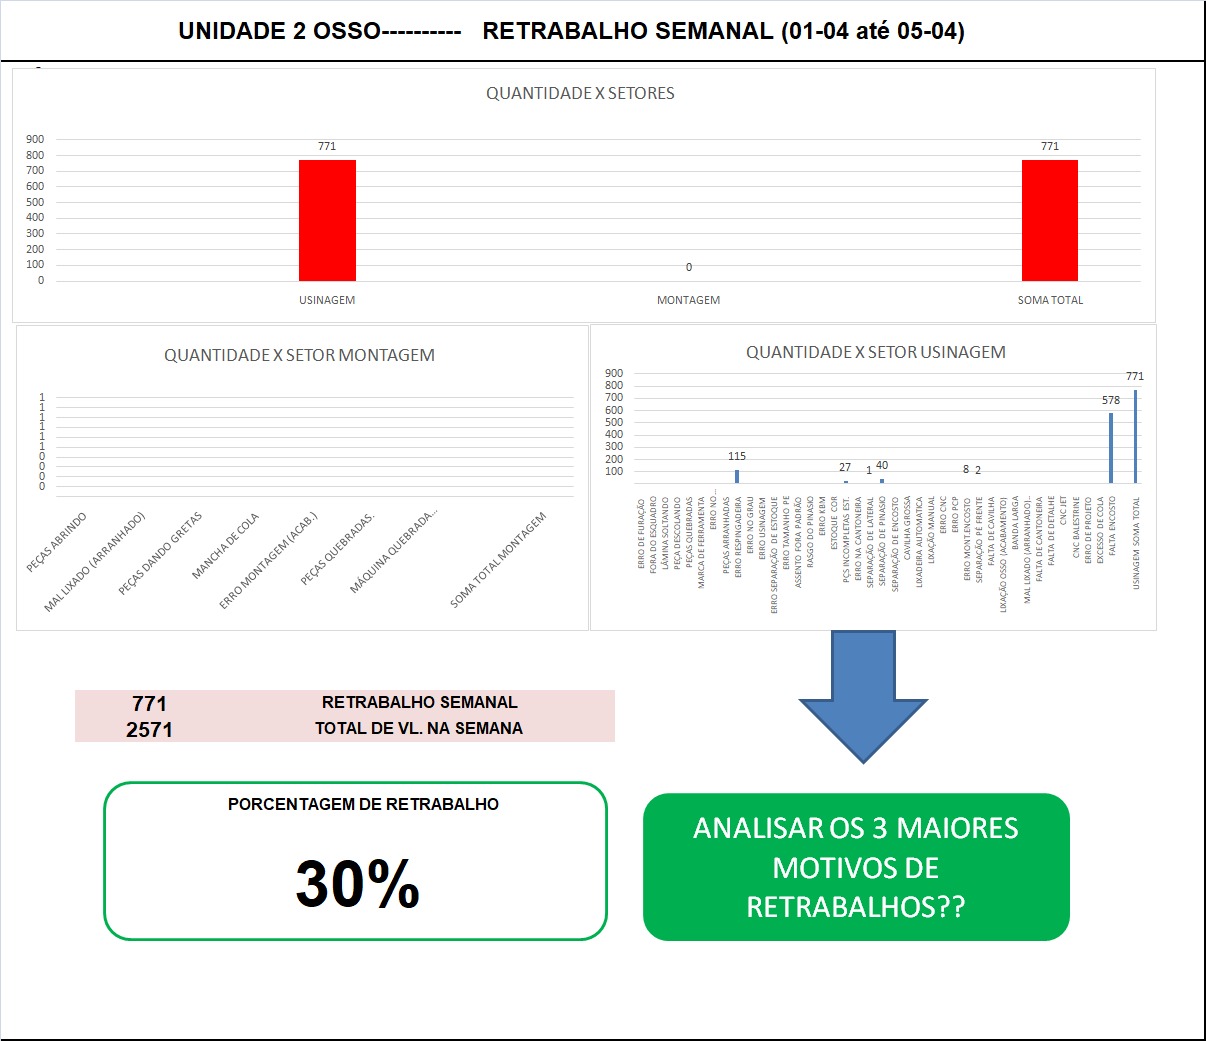 UNIDADE 2 OSSO---------- RETRABALHO SEMANAL (01-04 até 05-04)
QUANTIDADE X SETORES
900
800
700
600
500
400
300
200
100
0
771
0
771
USINAGEM
MONTAGEM
SOMA TOTAL
QUANTIDADE X SETOR MONTAGEM
1
1
1
1
1
1
0
0
0
0
PEÇAS ABRINDO
MAL LIXADO (ARRANHADO)
PEÇAS DANDO GRETAS
MANCHA DE COLA
ERRO MONTAGEM (ACAB.)
PEÇAS QUEBRADAS.
MÁQUINA QUEBRADA...
SOMA TOTAL MONTAGEM
QUANTIDADE X SETOR USINAGEM
900
800
700
600
500
400
300
200
100
115
27
1
40
8
2
578
771
ERRO DE FURAÇÃO
FORA DO ESQUADRO
LÂMINA SOLTANDO
PEÇA DESCOLANDO
PEÇAS QUEBRADAS
MARCA DE FERRAMENTA
ERRO NO...
PEÇAS ARRANHADAS
ERRO RESPINGADEIRA
ERRO NO GRAU
ERRO USINAGEM
ERRO SEPARAÇÃO DE ESTOQUE
ERRO TAMANHO PE
ASSENTO FORA PADRÃO
RASGO DO PINASIO
ERRO KBM
ESTOQUE COR
PÇS INCOMPLETAS EST.
ERRO NA CANTONEIRA
SEPARAÇÃO DE LATERAL
SEPARAÇÃO DE PINASIO
SEPARAÇÃO DE ENCOSTO
CAVILHA GROSSA
LIXADEIRA AUTOMATICA
LIXAÇÃO MANUAL
ERRO CNC
ERRO PCP
ERRO MONT.ENCOSTO
SEPARAÇÃO PÉ FRENTE
FALTA DE CAVILHA
LIXAÇÃO OSSO (ACABAMENTO)
BANDA LARGA
MAL LIXADO (ARRANHADO)..
FALTA DE CANTONEIRA
FALTA DE DETALHE
CNC JET
CNC BALESTRINE
ERRO DE PROJETO
EXCESSO DE COLA
FALTA ENCOSTO
USINAGEM SOMA TOTAL
771 RETRABALHO SEMANAL
2571 TOTAL DE VL. NA SEMANA
PORCENTAGEM DE RETRABALHO
30%
ANALISAR OS 3 MAIORES
MOTIVOS DE
RETRABALHOS??